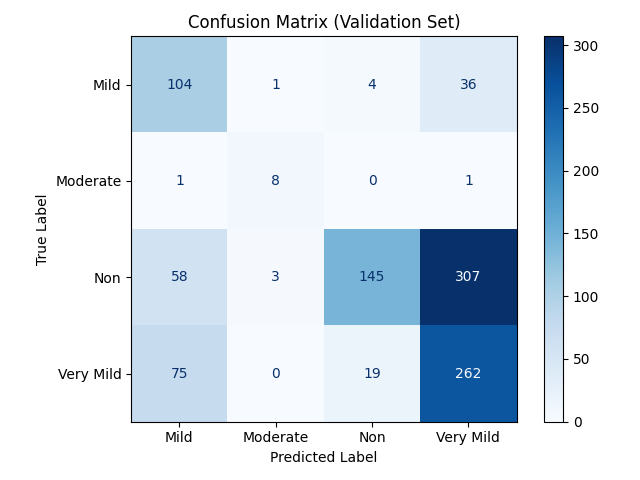 Confusion Matrix (Validation Set)
True Label
Mild 104 1 4 36
Moderate 1 8 0 1
Non 58 3 145 307
Very Mild 75 0 19 262
Mild Moderate Non Very Mild
Predicted Label
300
250
200
150
100
50
0